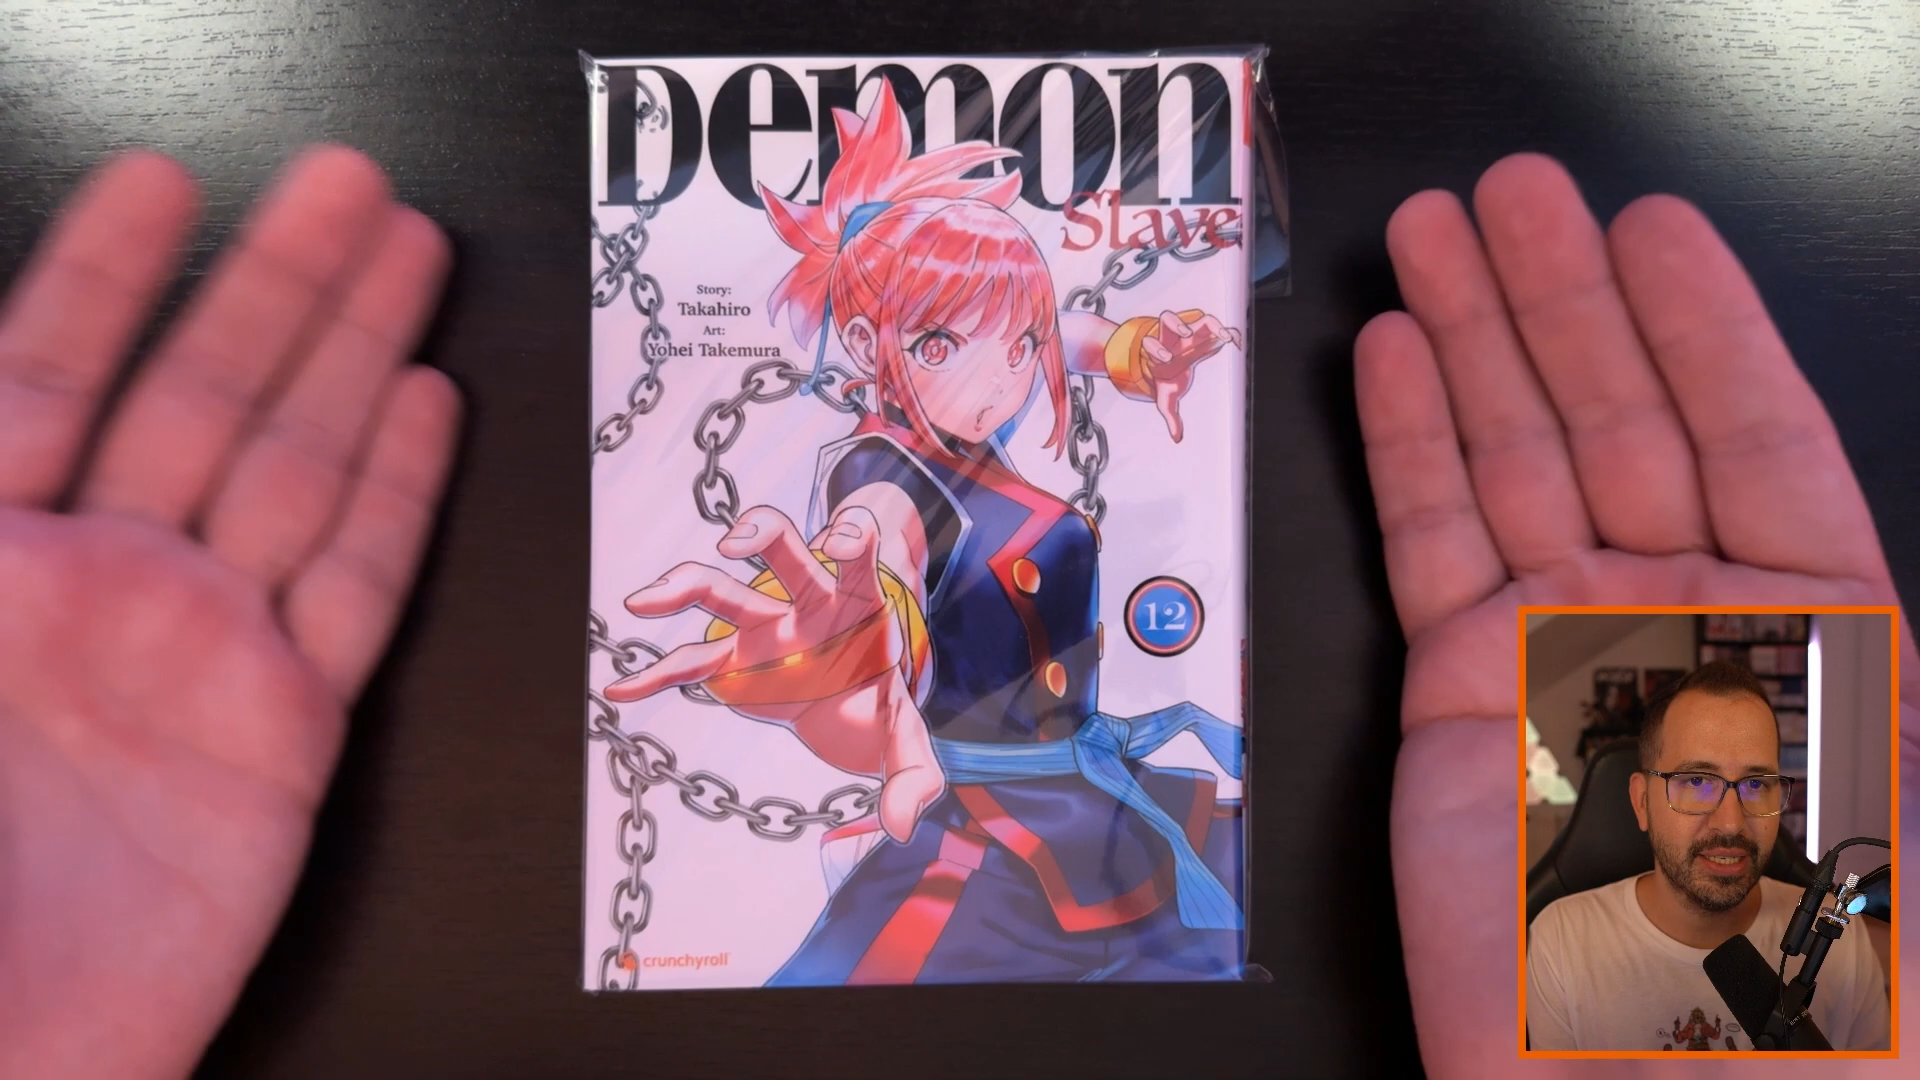 Demon
Slave
Story:
Takahiro
Art:
Yohei Takemura
12
crunchyroll